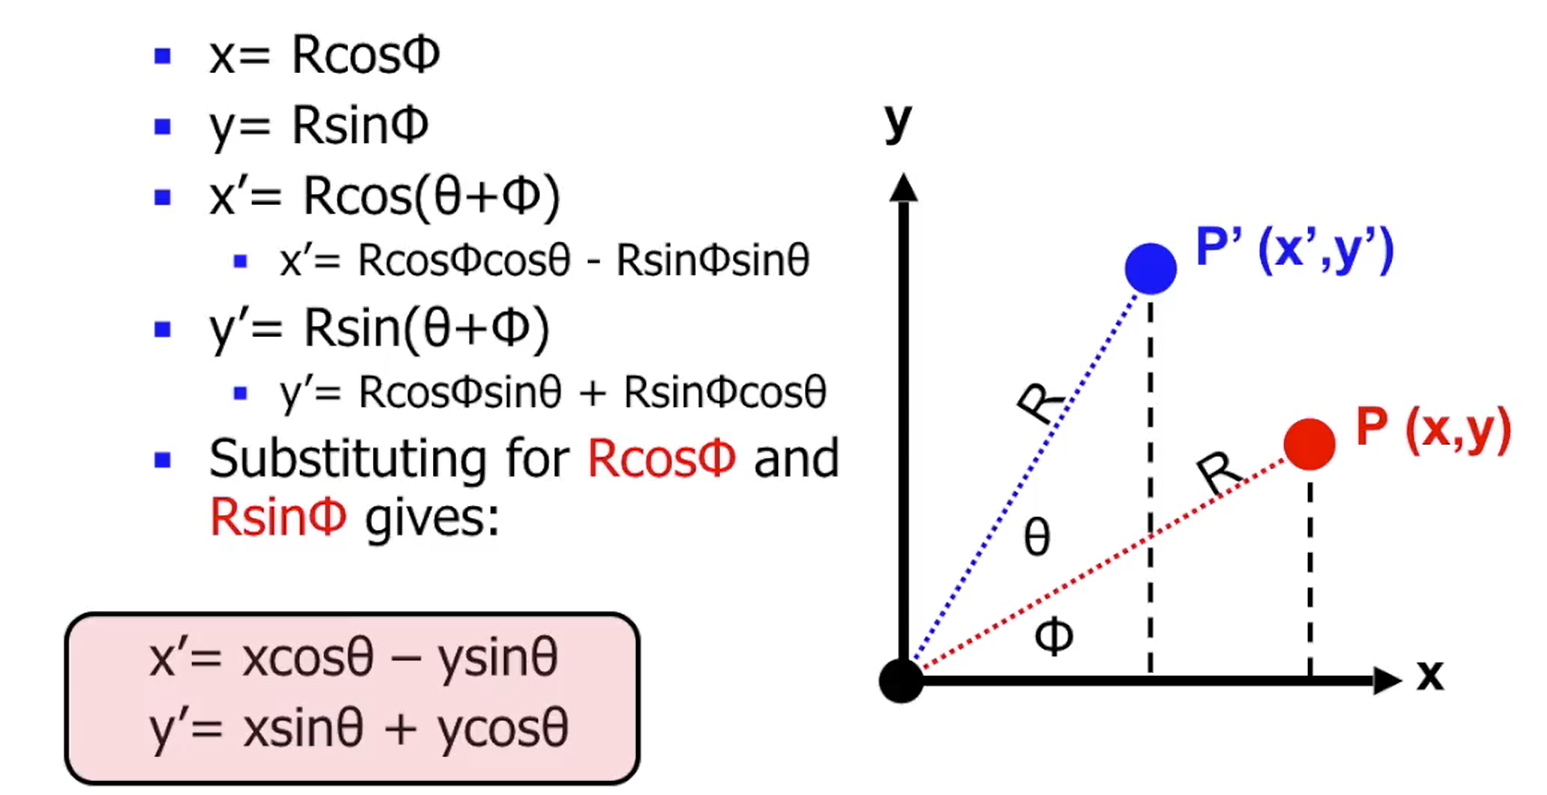 x= RcosΦ
y= RsinΦ
x′= Rcos(θ+Φ)
x′= RcosΦcosθ - RsinΦsinθ
y′= Rsin(θ+Φ)
y′= RcosΦsinθ + RsinΦcosθ
Substituting for RcosΦ and
RsinΦ gives:
x′= xcosθ – ysinθ
y′= xsinθ + ycosθ
y
P’ (x’,y’)
R
P (x,y)
R
θ
Φ
x